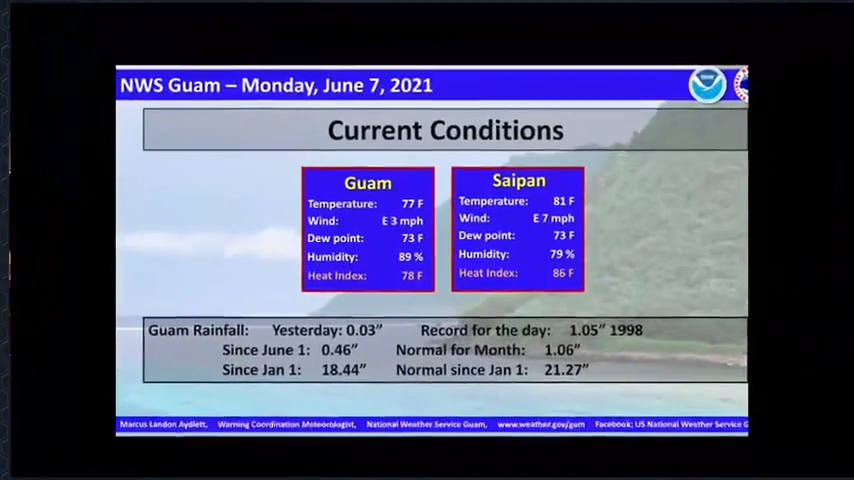 NWS Guam – Monday, June 7, 2021
Current Conditions
Guam
Temperature: 77 F
Wind: E 3 mph
Dew point: 73 F
Humidity: 89 %
Heat Index: 78 F
Saipan
Temperature: 81 F
Wind: E 7 mph
Dew point: 73 F
Humidity: 79 %
Heat Index: 86 F
Guam Rainfall: Yesterday: 0.03” Record for the day: 1.05” 1998
Since June 1: 0.46” Normal for Month: 1.06”
Since Jan 1: 18.44” Normal since Jan 1: 21.27”
Marcus Landon Aydlett, Warning Coordination Meteorologist, National Weather Service Guam, www.weather.gov/gum Facebook: US National Weather Service G